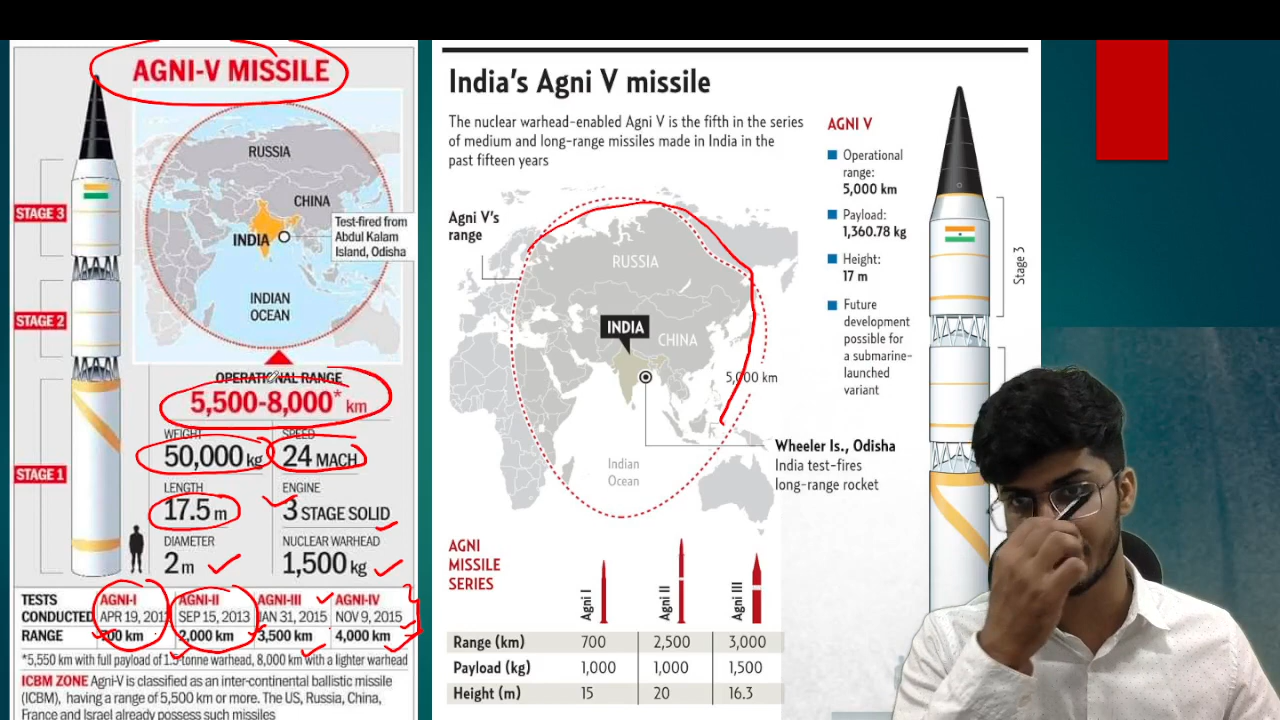 AGNI-V MISSILE
RUSSIA
CHINA
INDIA
Test-fired from
Abdul Kalam
Island, Odisha
INDIAN
OCEAN
STAGE 3
STAGE 2
STAGE 1
OPERATIONAL RANGE
5,500-8,000* km
WEIGHT
50,000 kg
SPEED
24 MACH
LENGTH
17.5 m
ENGINE
3 STAGE SOLID
DIAMETER
2 m
NUCLEAR WARHEAD
1,500 kg
TESTS AGNI-I AGNI-II AGNI-III AGNI-IV
CONDUCTED APR 19, SEP 15, 2013 JAN 31, 2015 NOV 9, 2015
RANGE 700 km 2,000 km 3,500 km 4,000 km
*5,550 km with full payload of 1.5-tonne warhead, 8,000 km with a lighter warhead
ICBM ZONE Agni-V is classified as an inter-continental ballistic missile
(ICBM), having a range of 5,500 km or more. The US, Russia, China,
France and Israel already possess such missiles
India's Agni V missile
The nuclear warhead-enabled Agni V is the fifth in the series
of medium and long-range missiles made in India in the
past fifteen years
Agni V's
range
RUSSIA
INDIA
CHINA
5,000 km
Indian
Ocean
Wheeler Is., Odisha
India test-fires
long-range rocket
AGNI V
Operational
range:
5,000 km
Payload:
1,360.78 kg
Height:
17 m
Future
development
possible for
a submarine-
launched
variant
Stage 3
AGNI
MISSILE
SERIES
Agni I Agni II Agni III
Range (km) 700 2,500 3,000
Payload (kg) 1,000 1,000 1,500
Height (m) 15 20 16.3